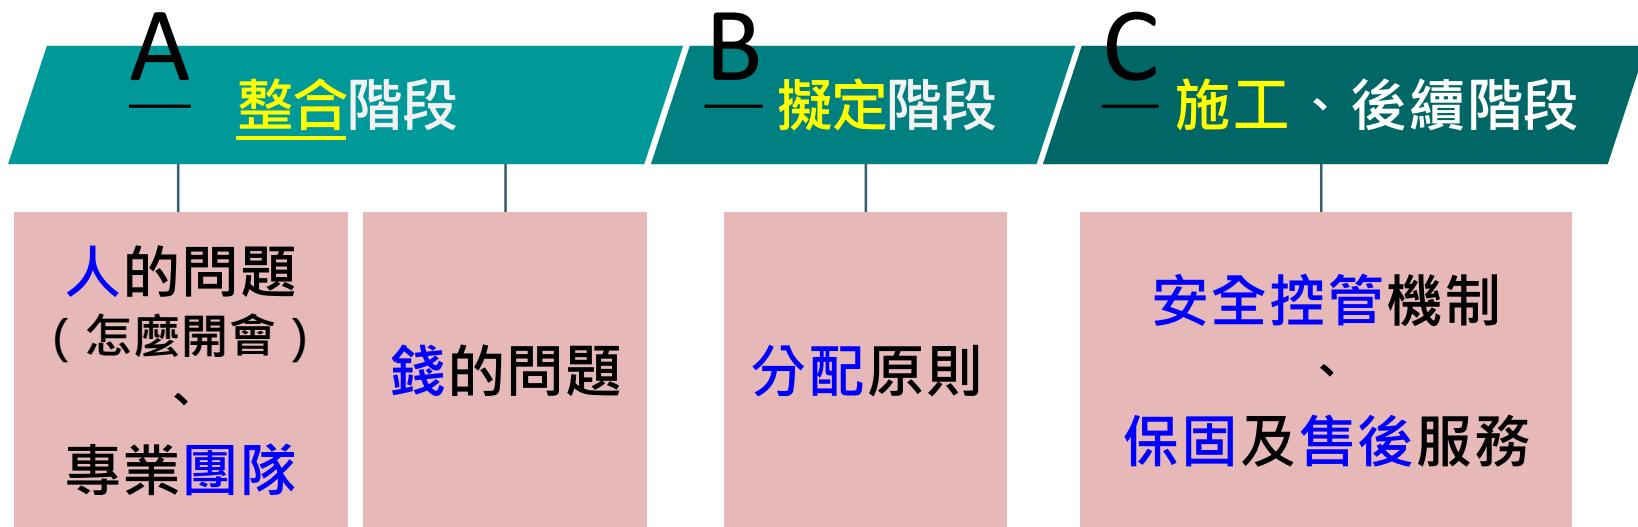 A
整合階段
B
擬定階段
C
施工、後續階段
人的問題
(怎麼開會)
、
專業團隊
錢的問題
分配原則
安全控管機制
、
保固及售後服務